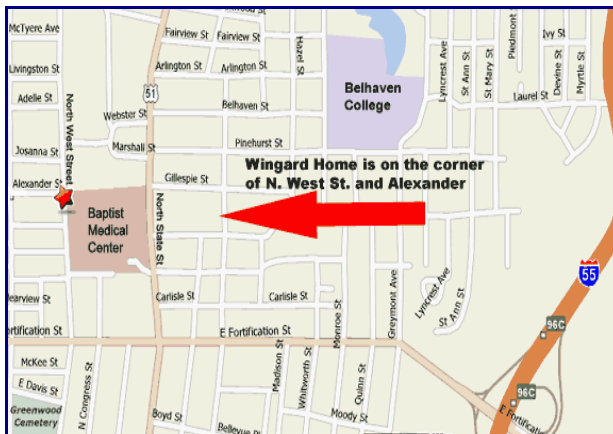 McTyere Ave
Fairview St
Fairview St
Hazel St
Piedmont
Ivy St
Livingston St
Arlington St
Arlington St
Lyncrest Ave
St Ann St
St Mary St
Devine St
Myrtle St
Adelle St
51
Belhaven
College
Laurel St
North West Street
Webster St
Belhaven St
Josanna St
Marshall St
Pinehurst St
Wingard Home is on the corner
of N. West St. and Alexander
Alexander St
Gillespie St
Baptist
Medical
Center
North State St
Greymont Ave
Lyncrest Ave
St Ann St
55
Carlisle St
Carlisle St
Monroe St
96C
E Fortification St
McKee St
Madison St
Whitworth St
Quinn St
E Davis St
N Congress St
96C
Greenwood
Cemetery
Boyd St
Bellevue Pl
Moody St
E Fortification